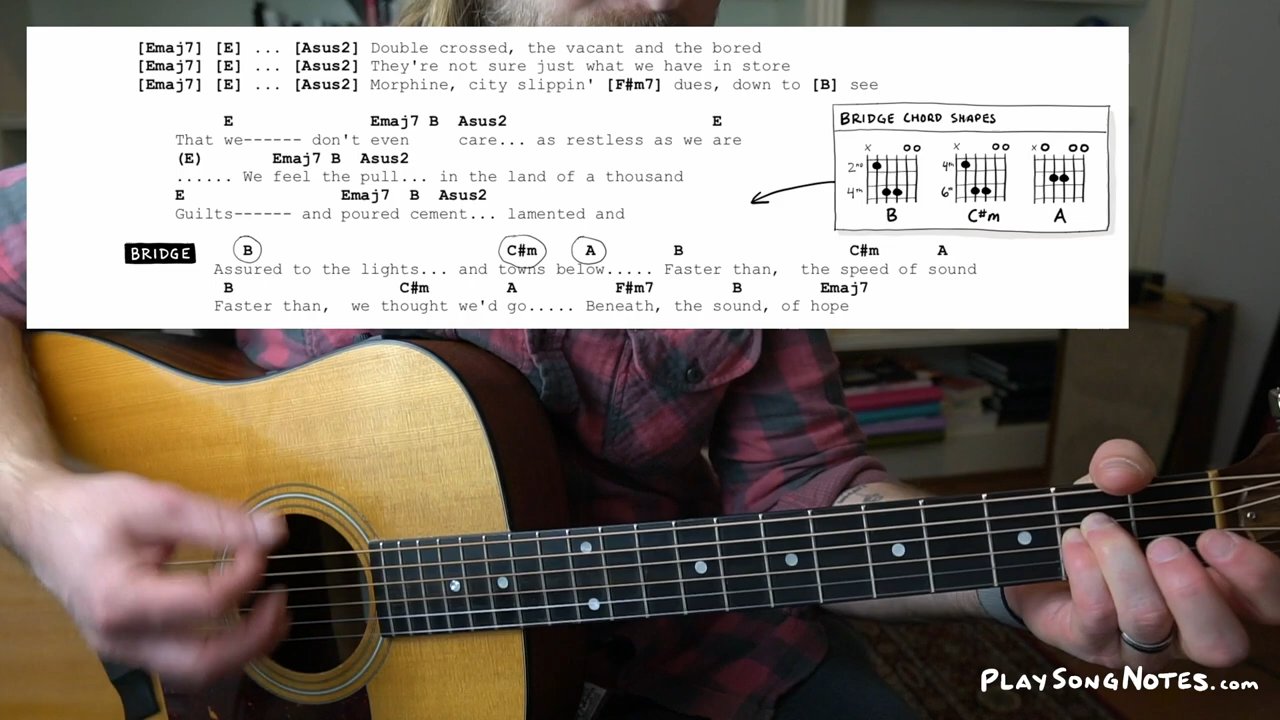 [Emaj7] [E] ... [Asus2] Double crossed, the vacant and the bored
[Emaj7] [E] ... [Asus2] They're not sure just what we have in store
[Emaj7] [E] ... [Asus2] Morphine, city slippin' [F#m7] dues, down to [B] see
E Emaj7 B Asus2 E
That we------ don't even care... as restless as we are
(E) Emaj7 B Asus2
...... We feel the pull... in the land of a thousand
E Emaj7 B Asus2
Guilts------ and poured cement... lamented and
BRIDGE B C#m A B C#m A
Assured to the lights... and towns below..... Faster than, the speed of sound
B C#m A F#m7 B Emaj7
Faster than, we thought we'd go..... Beneath, the sound, of hope
BRIDGE CHORD SHAPES
x oo x oo xo oo
2nd 4th
4th 6th
B C#m A
PLAYSONGNOTES.com